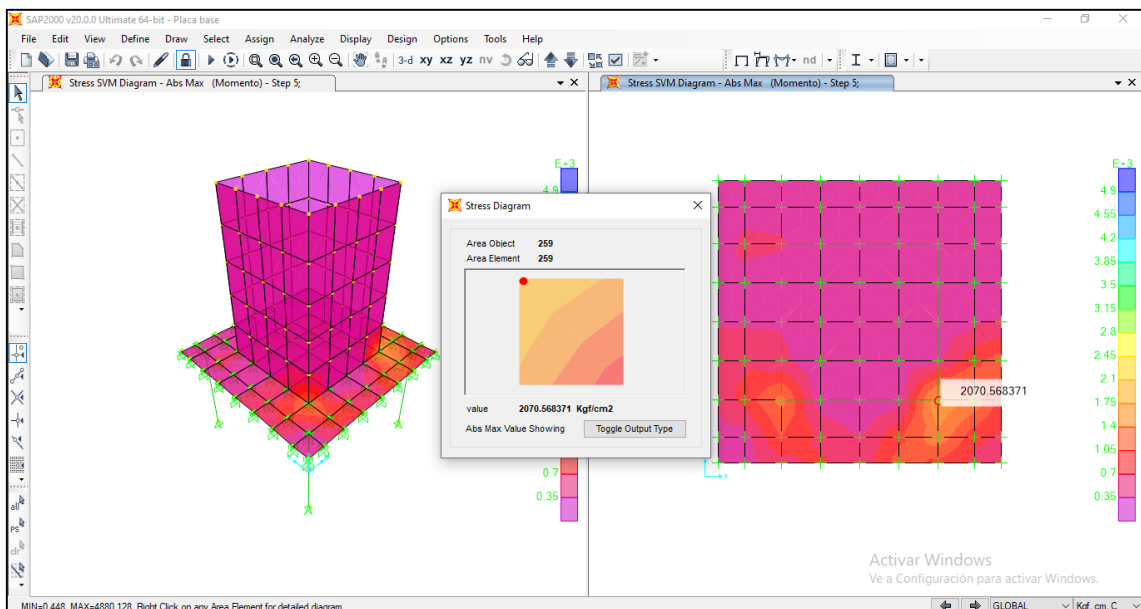 SAP2000 v20.0.0 Ultimate 64-bit - Placa base
File Edit View Define Draw Select Assign Analyze Display Design Options Tools Help
3-d xy xz yz nv nd
Stress SVM Diagram - Abs Max (Momento) - Step 5;
Stress SVM Diagram - Abs Max (Momento) - Step 5;
E+3
4.9
0.7
0.35
Stress Diagram
Area Object 259
Area Element 259
value 2070.568371 Kgf/cm2
Abs Max Value Showing Toggle Output Type
2070.568371
x
E+3
4.9
4.55
4.2
3.85
3.5
3.15
2.8
2.45
2.1
1.75
1.4
1.05
0.7
0.35
all
PS
dr
Activar Windows
Ve a Configuración para activar Windows.
MIN=0.448, MAX=4880.128 Right Click on any Area Element for detailed diagram
GLOBAL Kgf, cm, C